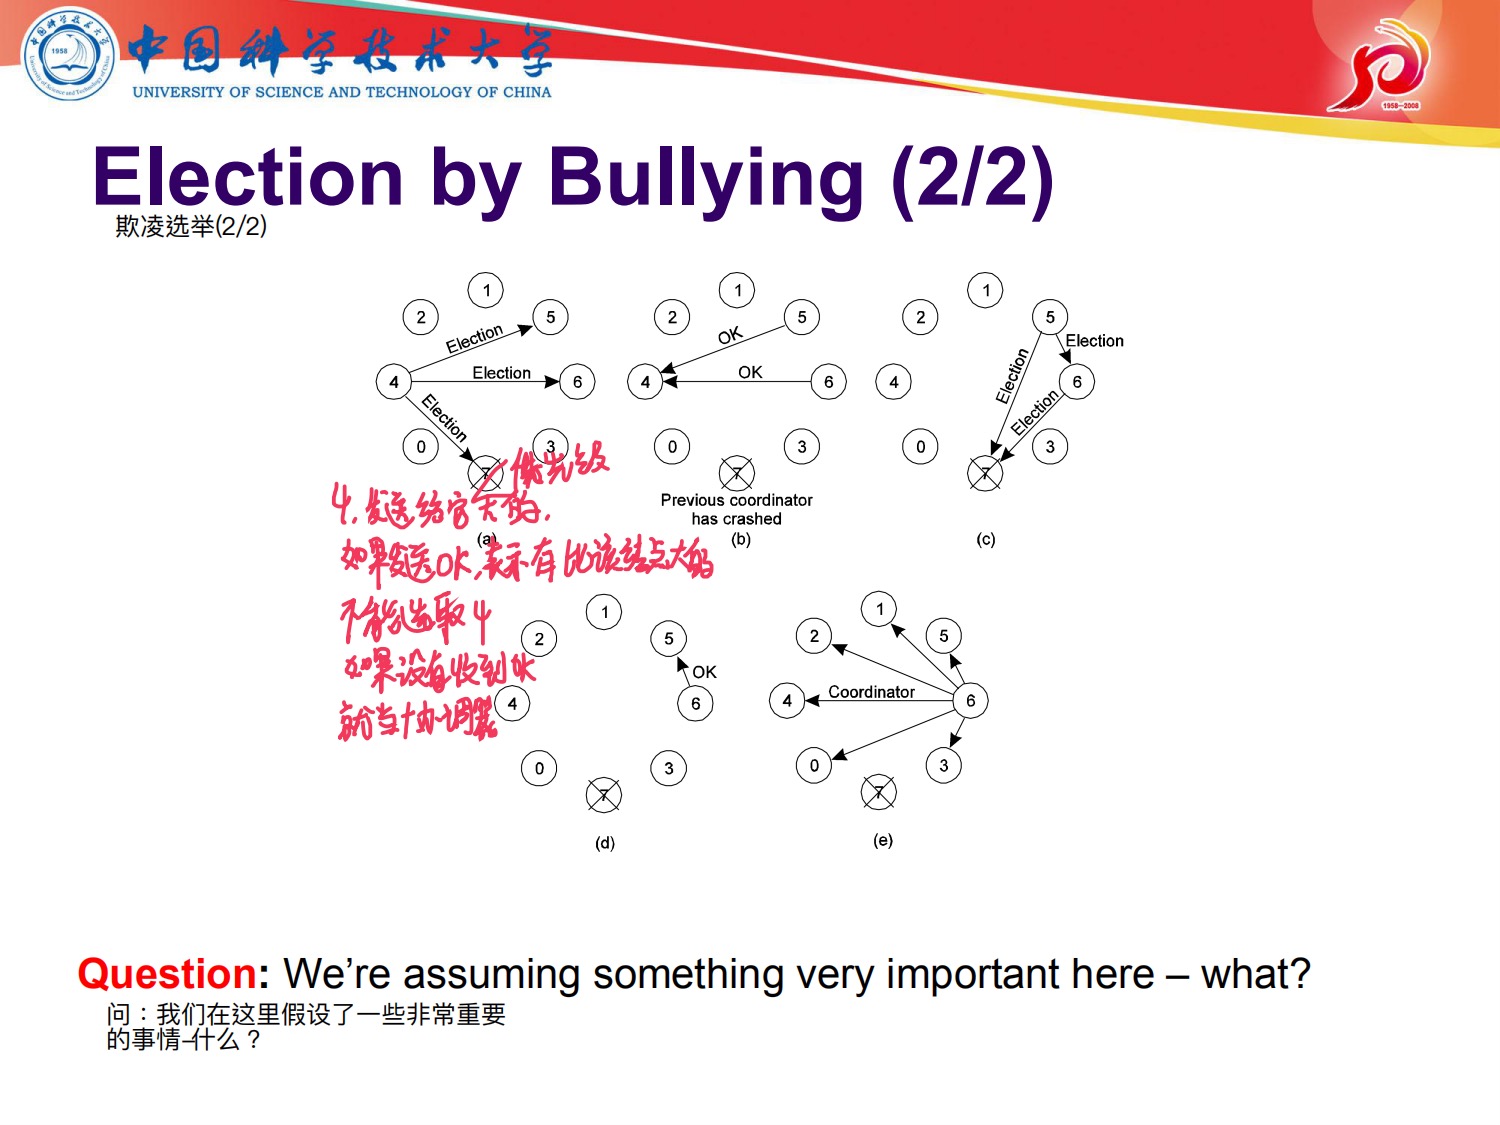 中国科学技术大学
UNIVERSITY OF SCIENCE AND TECHNOLOGY OF CHINA
1958
1958—2008
Election by Bullying (2/2)
欺凌选举(2/2)
1
2
5
Election
4
Election
6
Election
0
3
7
(a)
1
2
5
OK
4
OK
6
0
3
7
Previous coordinator
has crashed
(b)
1
2
5
Election
Election
4
6
Election
0
3
7
(c)
优先级
4.发送给它大的.
如果发送OK,表示有比该结点大的
不能选取4
如果没有收到ok
就当协调器
1
2
5
OK
4
6
0
3
7
(d)
1
2
5
4
Coordinator
6
0
3
7
(e)
Question: We’re assuming something very important here – what?
问：我们在这里假设了一些非常重要
的事情–什么？